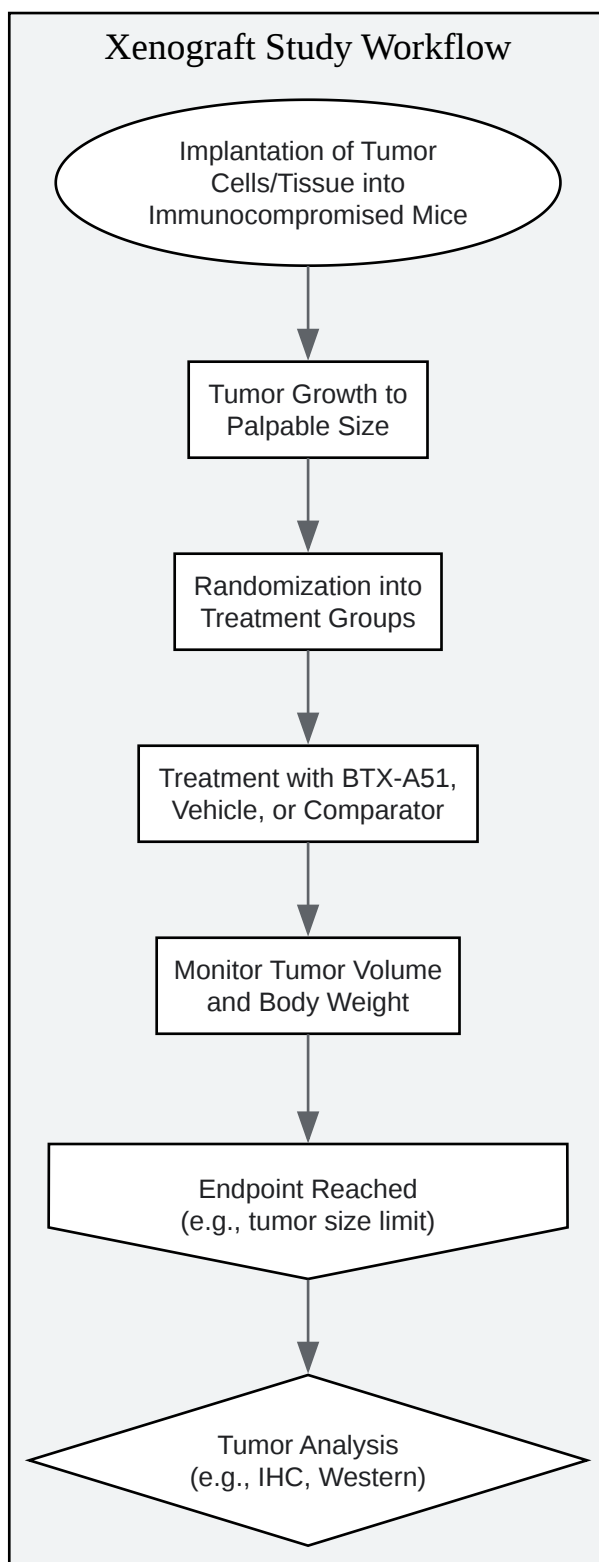 Xenograft Study Workflow
Implantation of Tumor
Cells/Tissue into
Immunocompromised Mice
Tumor Growth to
Palpable Size
Randomization into
Treatment Groups
Treatment with BTX-A51,
Vehicle, or Comparator
Monitor Tumor Volume
and Body Weight
Endpoint Reached
(e.g., tumor size limit)
Tumor Analysis
(e.g., IHC, Western)